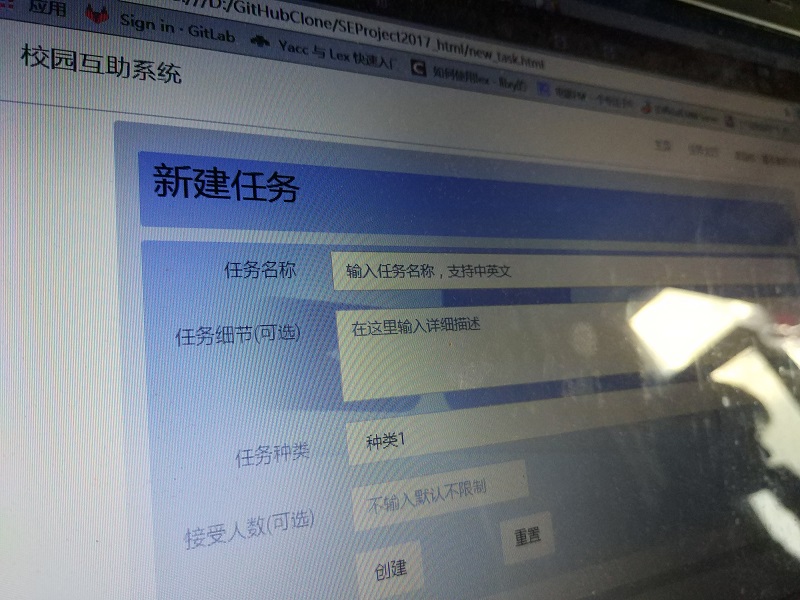 ///D:/GitHubClone/SEProject2017_html/new_task.html
应用 Sign in · GitLab Yacc 与 Lex 快速入门
校园互助系统
新建任务
任务名称 输入任务名称，支持中英文
任务细节(可选) 在这里输入详细描述
任务种类 种类1
接受人数(可选) 不输入默认不限制
创建 重置